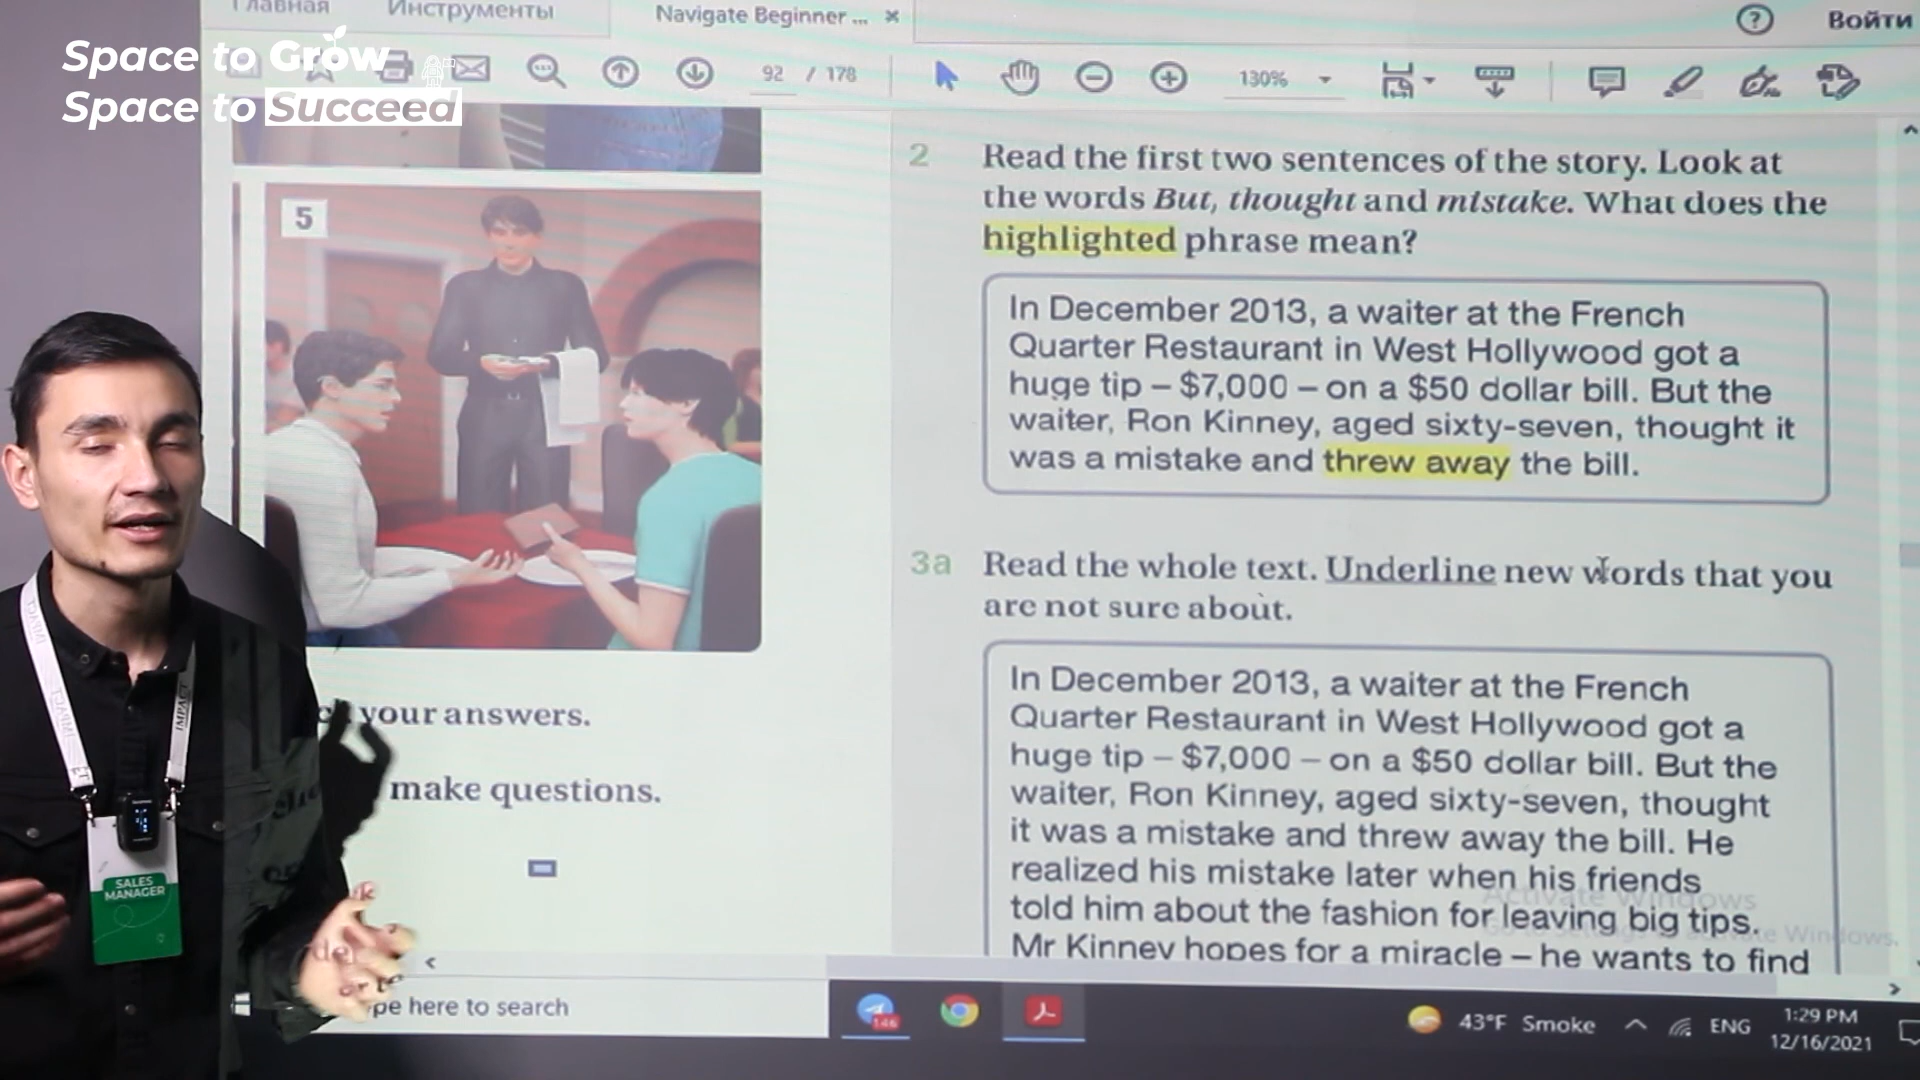 Главная
Инструменты
Navigate Beginner ...
Войти
Space to Grow
Space to Succeed
92 / 178
130%
5
2 Read the first two sentences of the story. Look at
the words But, thought and mistake. What does the
highlighted phrase mean?
In December 2013, a waiter at the French
Quarter Restaurant in West Hollywood got a
huge tip – $7,000 – on a $50 dollar bill. But the
waiter, Ron Kinney, aged sixty-seven, thought it
was a mistake and threw away the bill.
3a Read the whole text. Underline new words that you
are not sure about.
In December 2013, a waiter at the French
Quarter Restaurant in West Hollywood got a
huge tip – $7,000 – on a $50 dollar bill. But the
waiter, Ron Kinney, aged sixty-seven, thought
it was a mistake and threw away the bill. He
realized his mistake later when his friends
told him about the fashion for leaving big tips.
Mr Kinney hopes for a miracle – he wants to find
your answers.
make questions.
Activate Windows
IMPACT
SALES
MANAGER
here to search
146
43°F Smoke
ENG
1:29 PM
12/16/2021